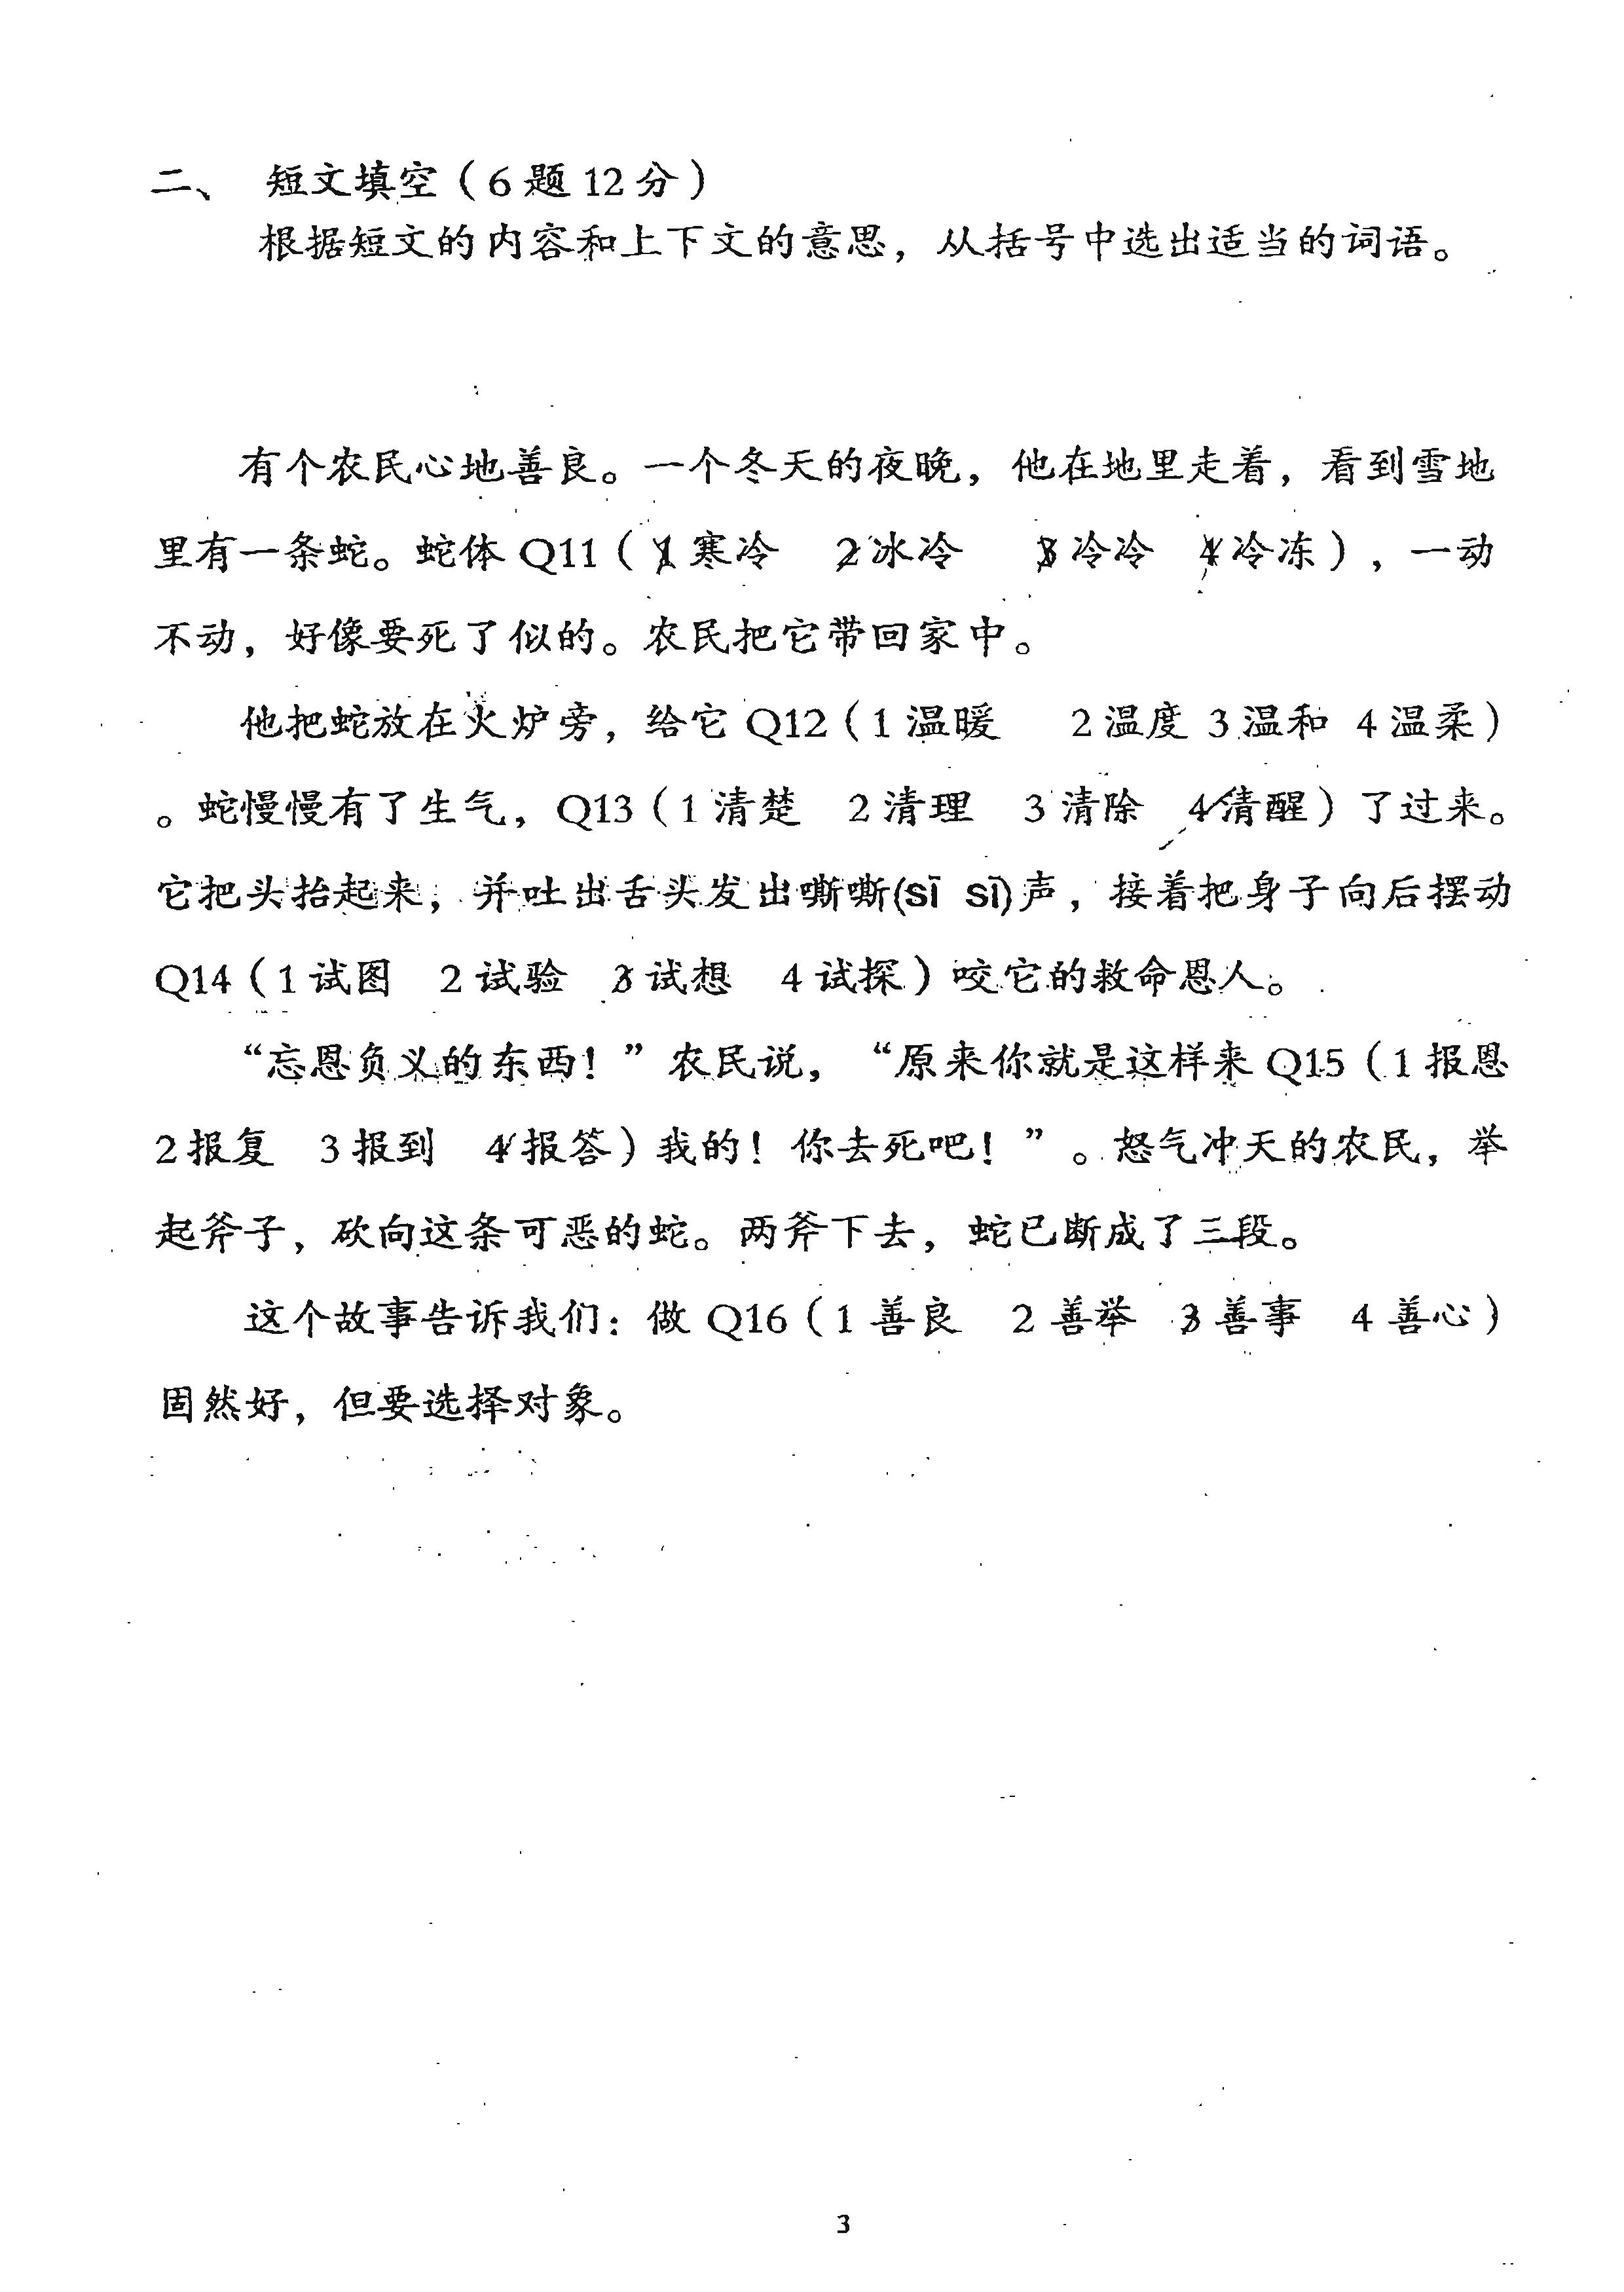 二、 短文填空（6题12分）
根据短文的内容和上下文的意思，从括号中选出适当的词语。
有个农民心地善良。一个冬天的夜晚，他在地里走着，看到雪地
里有一条蛇。蛇体 Q11（1寒冷 2冰冷 3冷冷 4冷冻），一动
不动，好像要死了似的。农民把它带回家中。
他把蛇放在火炉旁，给它 Q12（1温暖 2温度 3温和 4温柔）
。蛇慢慢有了生气，Q13（1清楚 2清理 3清除 4清醒）了过来。
它把头抬起来，并吐出舌头发出嘶嘶(sī sī)声，接着把身子向后摆动
Q14（1试图 2试验 3试想 4试探）咬它的救命恩人。
“忘恩负义的东西！”农民说，“原来你就是这样来 Q15（1报恩
2报复 3报到 4报答）我的！你去死吧！”。怒气冲天的农民，举
起斧子，砍向这条可恶的蛇。两斧下去，蛇已断成了三段。
这个故事告诉我们：做 Q16（1善良 2善举 3善事 4善心）
固然好，但要选择对象。
3